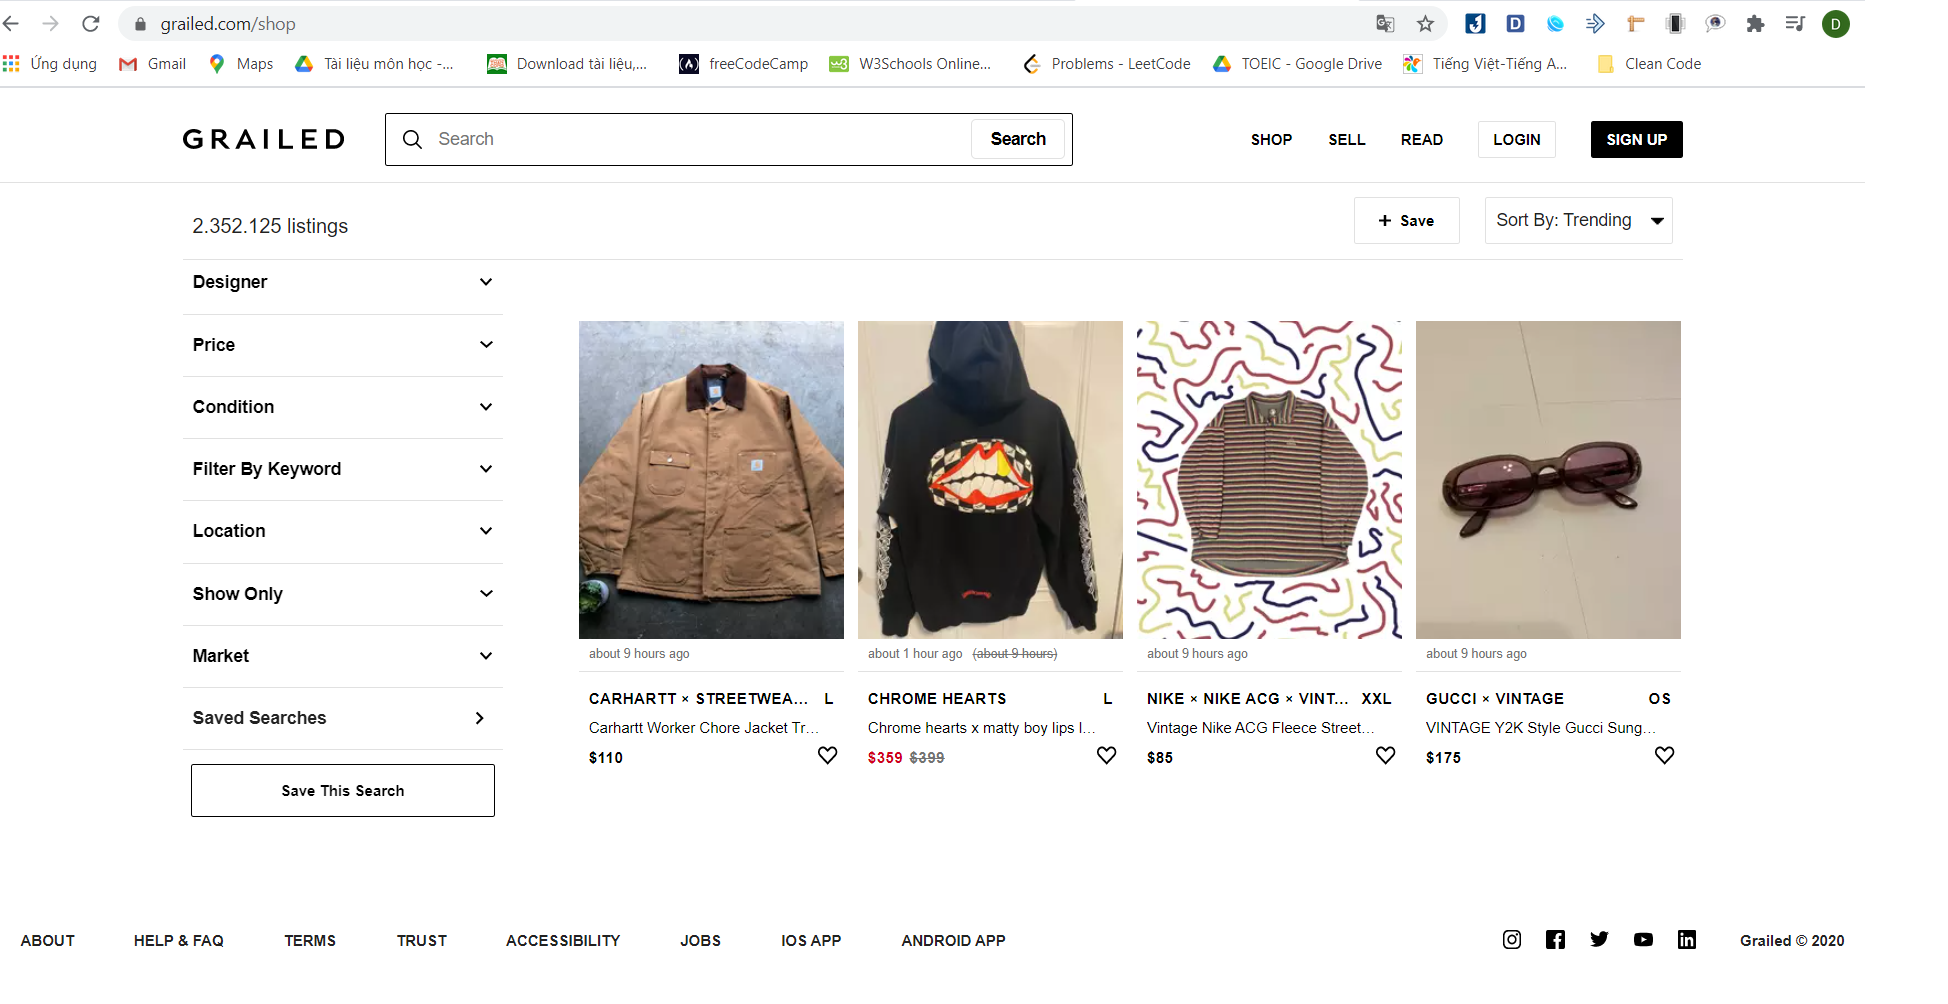 grailed.com/shop
D
D
Ứng dụng Gmail Maps Tài liệu môn học -... Download tài liệu,... freeCodeCamp W3Schools Online... Problems - LeetCode TOEIC - Google Drive Tiếng Việt-Tiếng A... Clean Code
GRAILED
Search
Search
SHOP SELL READ LOGIN SIGN UP
2.352.125 listings
+ Save
Sort By: Trending
Designer
Price
Condition
Filter By Keyword
Location
Show Only
Market
Saved Searches
Save This Search
about 9 hours ago
CARHARTT × STREETWEA... L
Carhartt Worker Chore Jacket Tr...
$110
about 1 hour ago (about 9 hours)
CHROME HEARTS L
Chrome hearts x matty boy lips l...
$359 $399
about 9 hours ago
NIKE × NIKE ACG × VINT... XXL
Vintage Nike ACG Fleece Street...
$85
about 9 hours ago
GUCCI × VINTAGE OS
VINTAGE Y2K Style Gucci Sung...
$175
ABOUT HELP & FAQ TERMS TRUST ACCESSIBILITY JOBS IOS APP ANDROID APP
Grailed © 2020